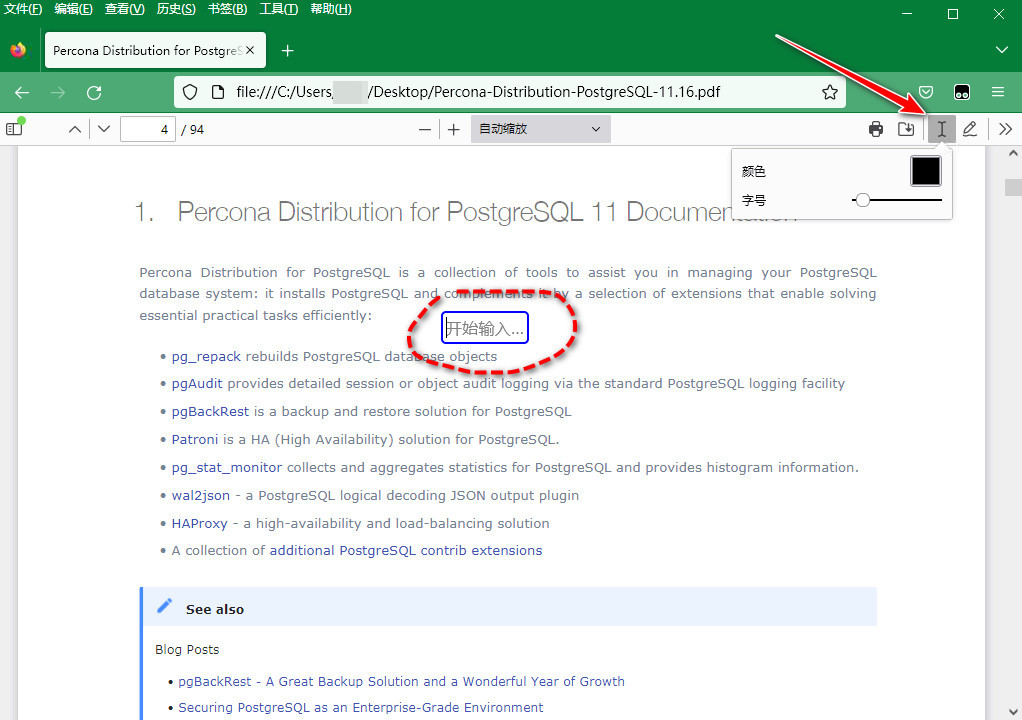 文件(F) 编辑(E) 查看(V) 历史(S) 书签(B) 工具(T) 帮助(H)
Percona Distribution for PostgreS
file:///C:/Users/ /Desktop/Percona-Distribution-PostgreSQL-11.16.pdf
4 / 94 自动缩放
颜色
字号
1. Percona Distribution for PostgreSQL 11 Documentation
Percona Distribution for PostgreSQL is a collection of tools to assist you in managing your PostgreSQL
database system: it installs PostgreSQL and complements it by a selection of extensions that enable solving
essential practical tasks efficiently:
开始输入...
• pg_repack rebuilds PostgreSQL database objects
• pgAudit provides detailed session or object audit logging via the standard PostgreSQL logging facility
• pgBackRest is a backup and restore solution for PostgreSQL
• Patroni is a HA (High Availability) solution for PostgreSQL.
• pg_stat_monitor collects and aggregates statistics for PostgreSQL and provides histogram information.
• wal2json - a PostgreSQL logical decoding JSON output plugin
• HAProxy - a high-availability and load-balancing solution
• A collection of additional PostgreSQL contrib extensions
See also
Blog Posts
• pgBackRest - A Great Backup Solution and a Wonderful Year of Growth
• Securing PostgreSQL as an Enterprise-Grade Environment